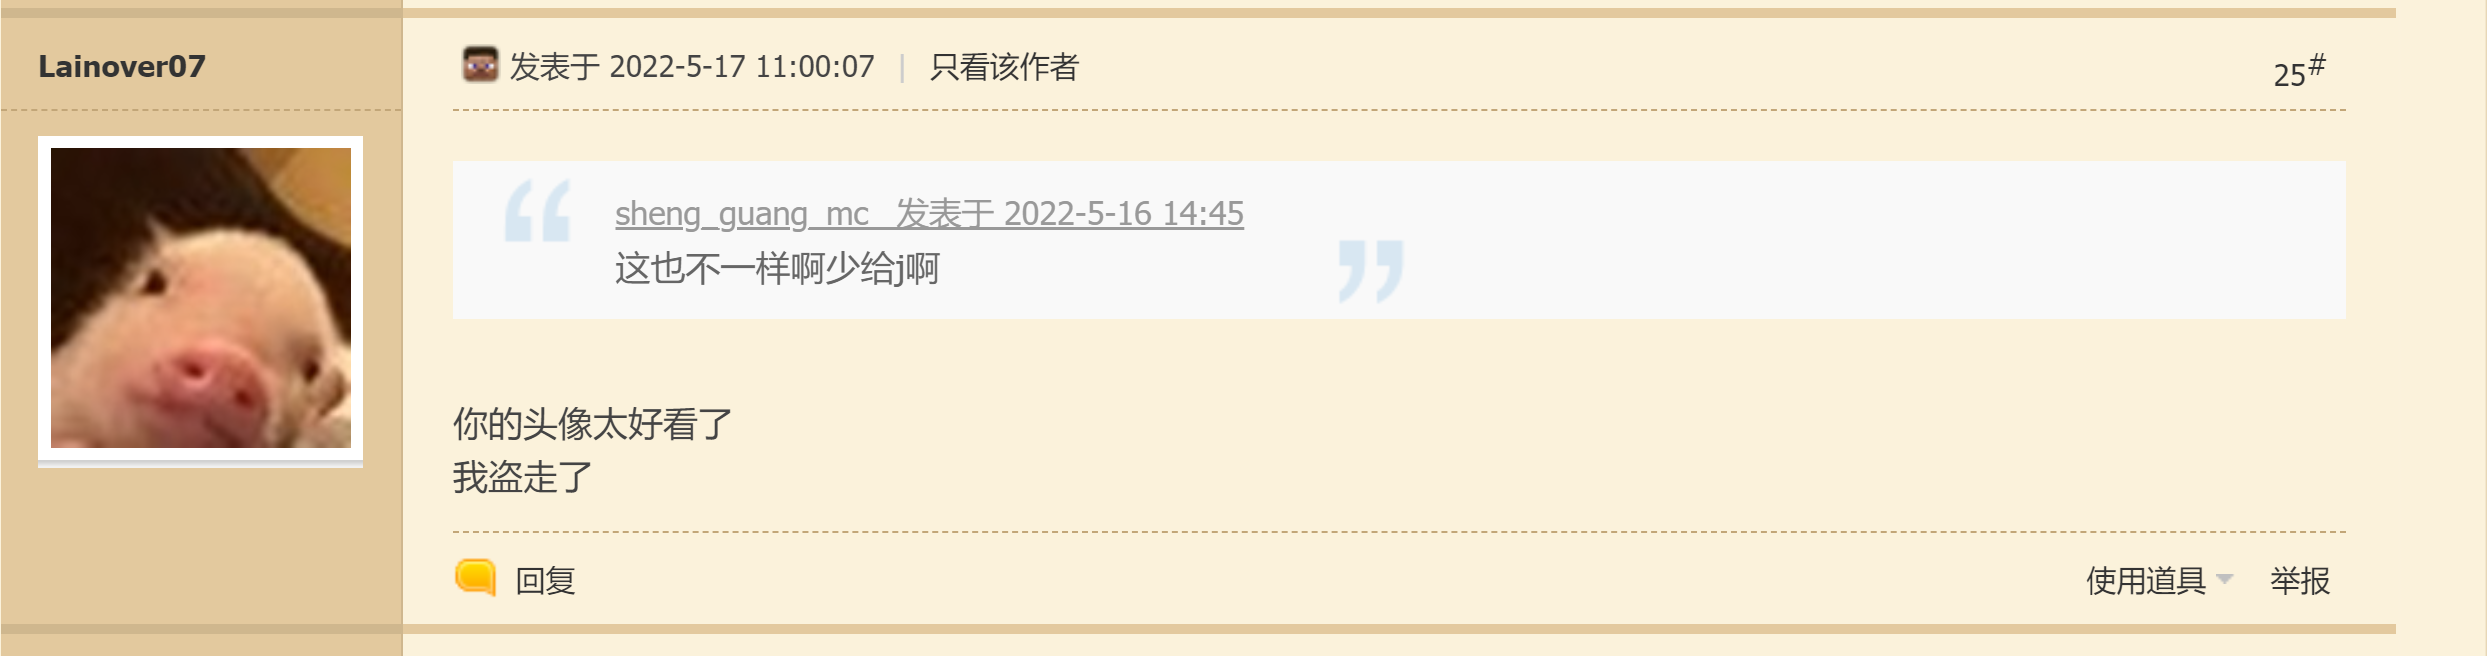 Lainover07
发表于 2022-5-17 11:00:07 | 只看该作者
25#
sheng_guang_mc 发表于 2022-5-16 14:45
这也不一样啊少给j啊
你的头像太好看了
我盗走了
回复
使用道具 举报